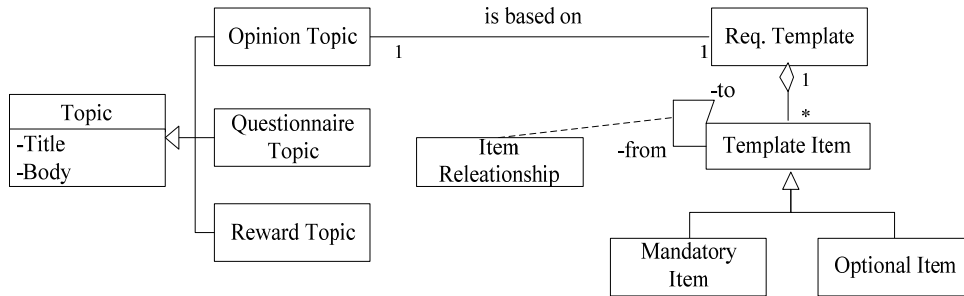 is based on
Opinion Topic
1
1
Req. Template
1
*
Topic
-Title
-Body
Questionnaire
Topic
Reward Topic
-to
-from
Item
Releationship
Template Item
Mandatory
Item
Optional Item